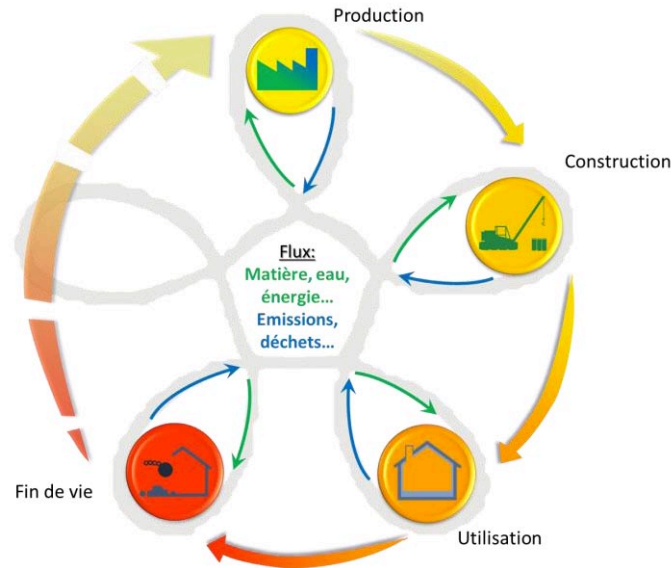 Production
Construction
Flux:
Matière, eau,
énergie…
Emissions,
déchets…
Fin de vie
Utilisation